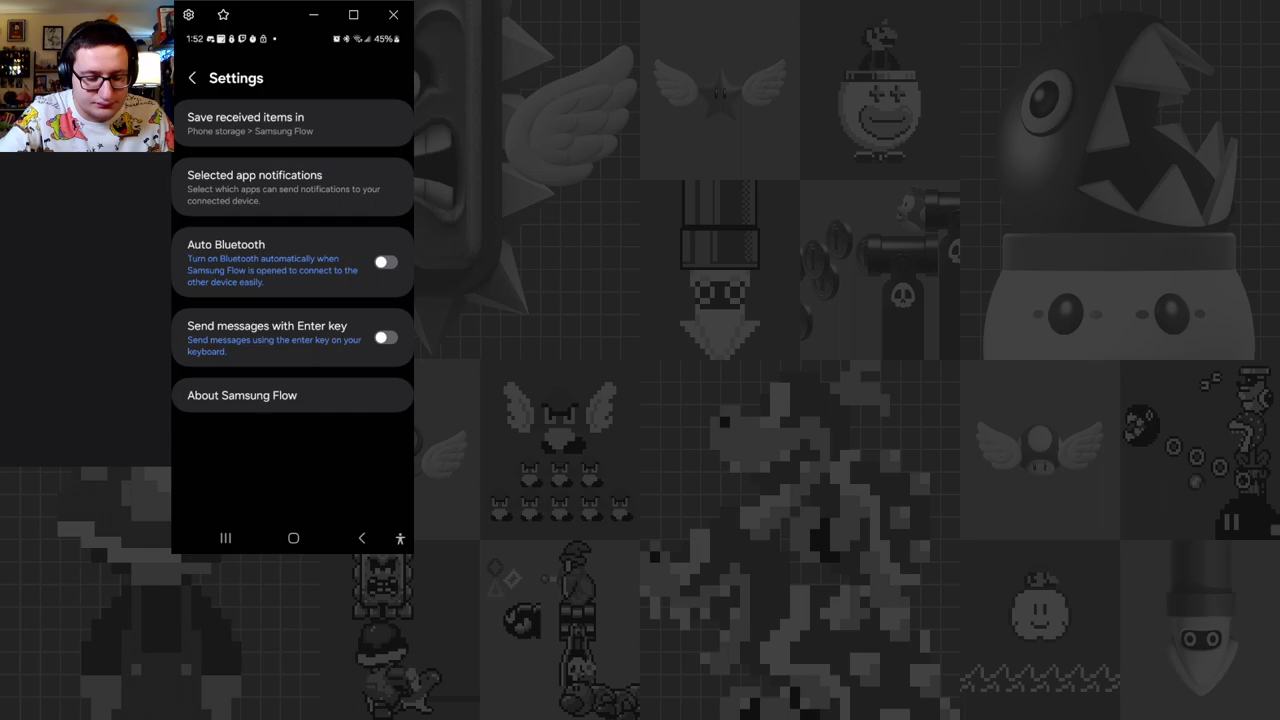 1:52
45%
Settings
Save received items in
Phone storage > Samsung Flow
Selected app notifications
Select which apps can send notifications to your
connected device.
Auto Bluetooth
Turn on Bluetooth automatically when
Samsung Flow is opened to connect to the
other device easily.
Send messages with Enter key
Send messages using the enter key on your
keyboard.
About Samsung Flow